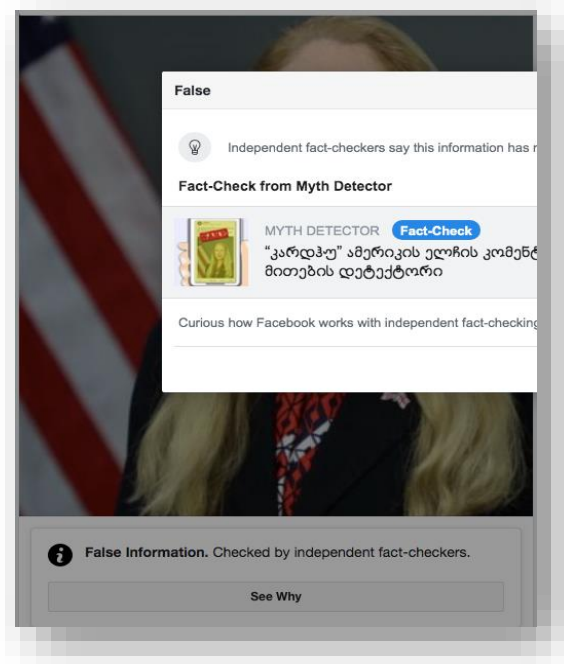 False
Independent fact-checkers say this information has
Fact-Check from Myth Detector
MYTH DETECTOR Fact-Check
“კარდჰუ” ამერიკის ელჩის კომენტ
მითების დეტექტორი
Curious how Facebook works with independent fact-checking
False Information. Checked by independent fact-checkers.
See Why